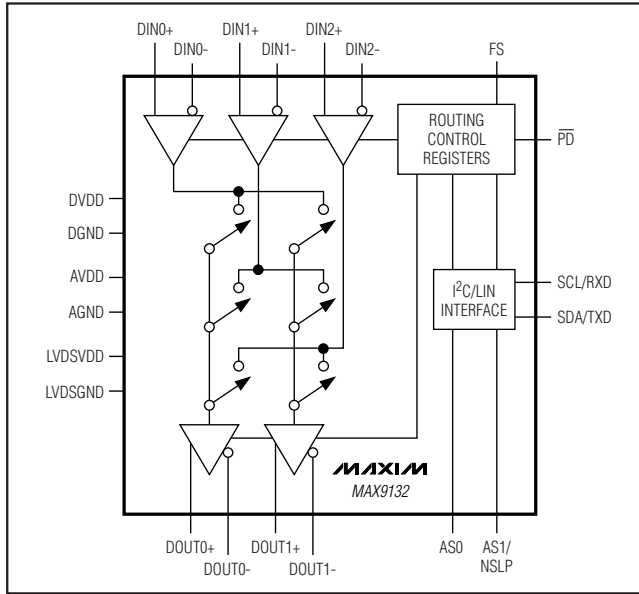 DIN0+ DIN1+ DIN2+
DIN0- DIN1- DIN2- FS
ROUTING
CONTROL
REGISTERS
PD
DVDD
DGND
AVDD
AGND
LVDSVDD
LVDSGND
I²C/LIN
INTERFACE
SCL/RXD
SDA/TXD
MAXIM
MAX9132
DOUT0+ DOUT1+ AS0 AS1/
DOUT0- DOUT1- NSLP